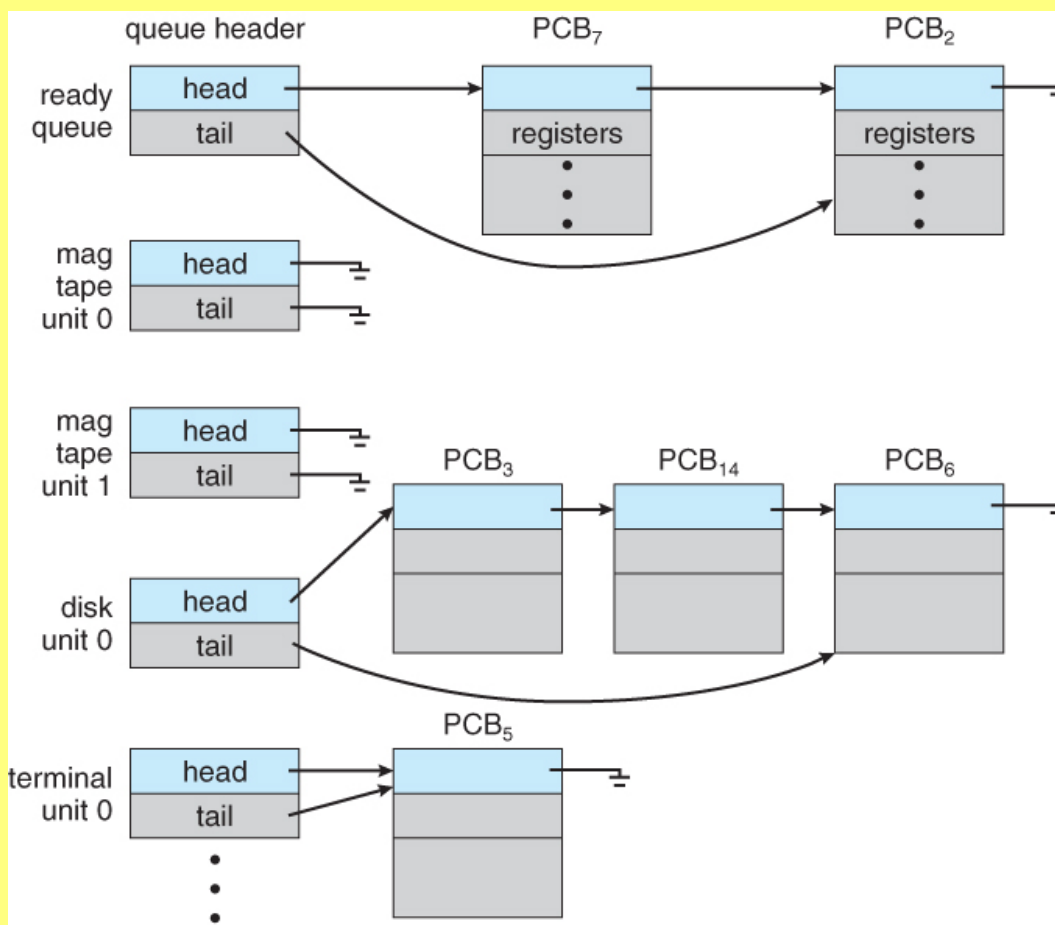 queue header
PCB₇
PCB₂
ready
queue
head
tail
registers
registers
mag
tape
unit 0
head
tail
mag
tape
unit 1
head
tail
PCB₃
PCB₁₄
PCB₆
disk
unit 0
head
tail
PCB₅
terminal
unit 0
head
tail